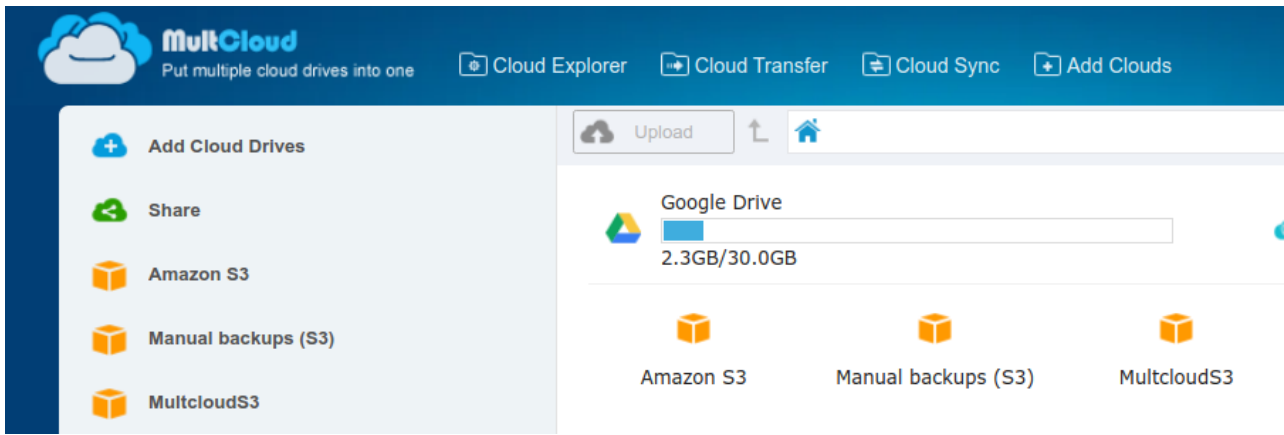 MultCloud
Put multiple cloud drives into one
Cloud Explorer
Cloud Transfer
Cloud Sync
Add Clouds
Add Cloud Drives
Share
Amazon S3
Manual backups (S3)
MultcloudS3
Upload
Google Drive
2.3GB/30.0GB
Amazon S3
Manual backups (S3)
MultcloudS3